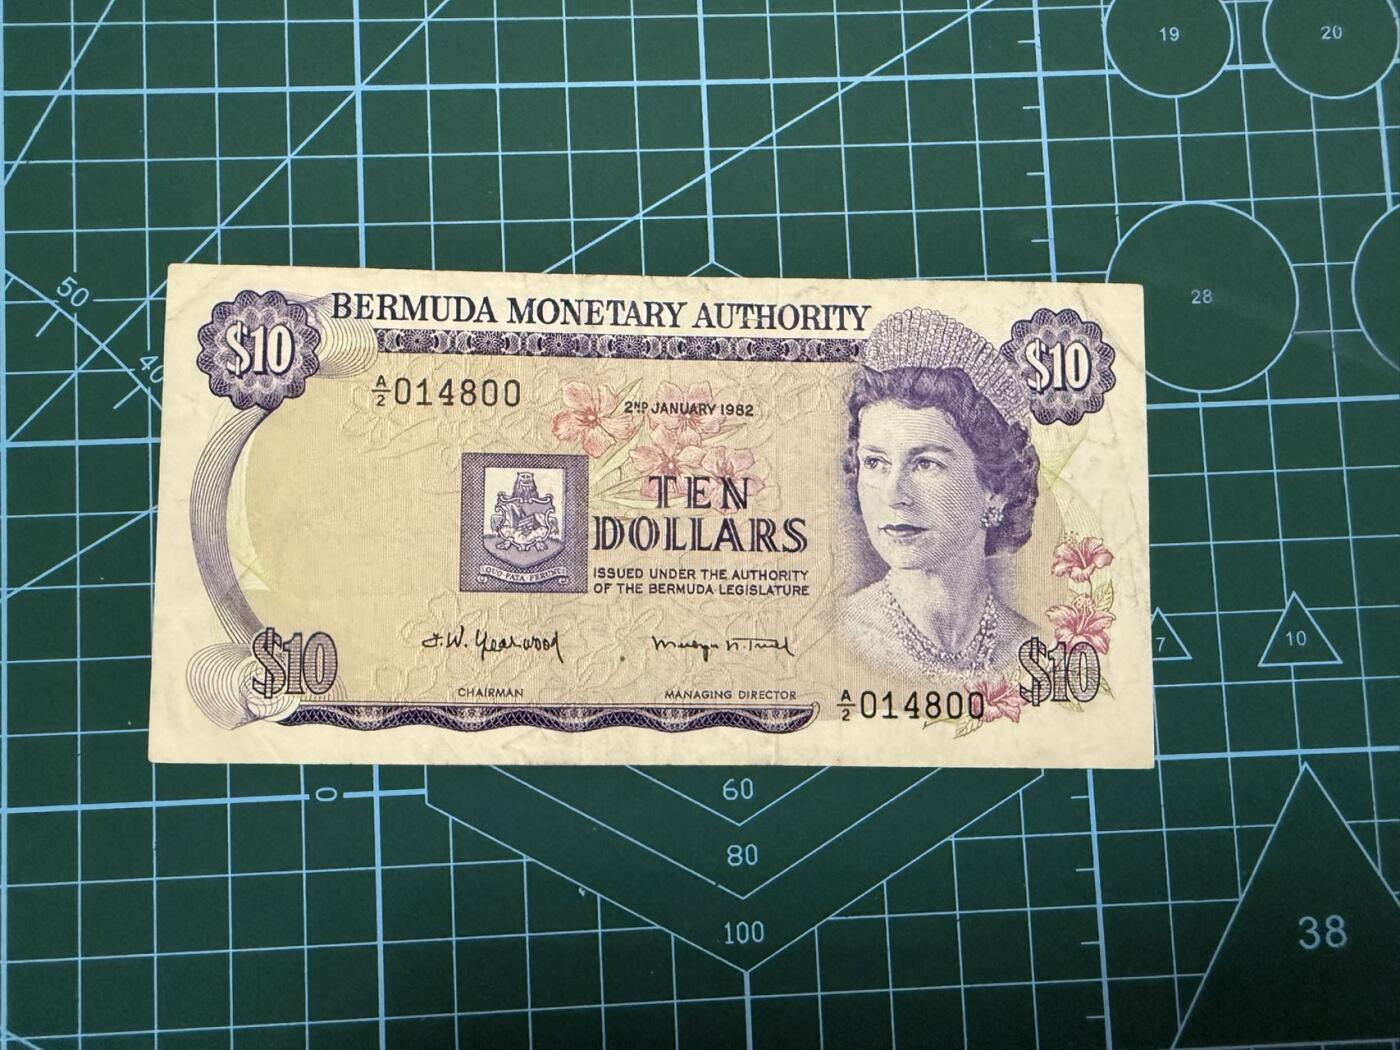 19
20
28
50
40
BERMUDA MONETARY AUTHORITY
$10
$10
A/2 014800
2ND JANUARY 1982
TEN
DOLLARS
QUO FATA FERUNT
ISSUED UNDER THE AUTHORITY
OF THE BERMUDA LEGISLATURE
CHAIRMAN
MANAGING DIRECTOR
$10
$10
A/2 014800
7
10
0
60
80
100
38